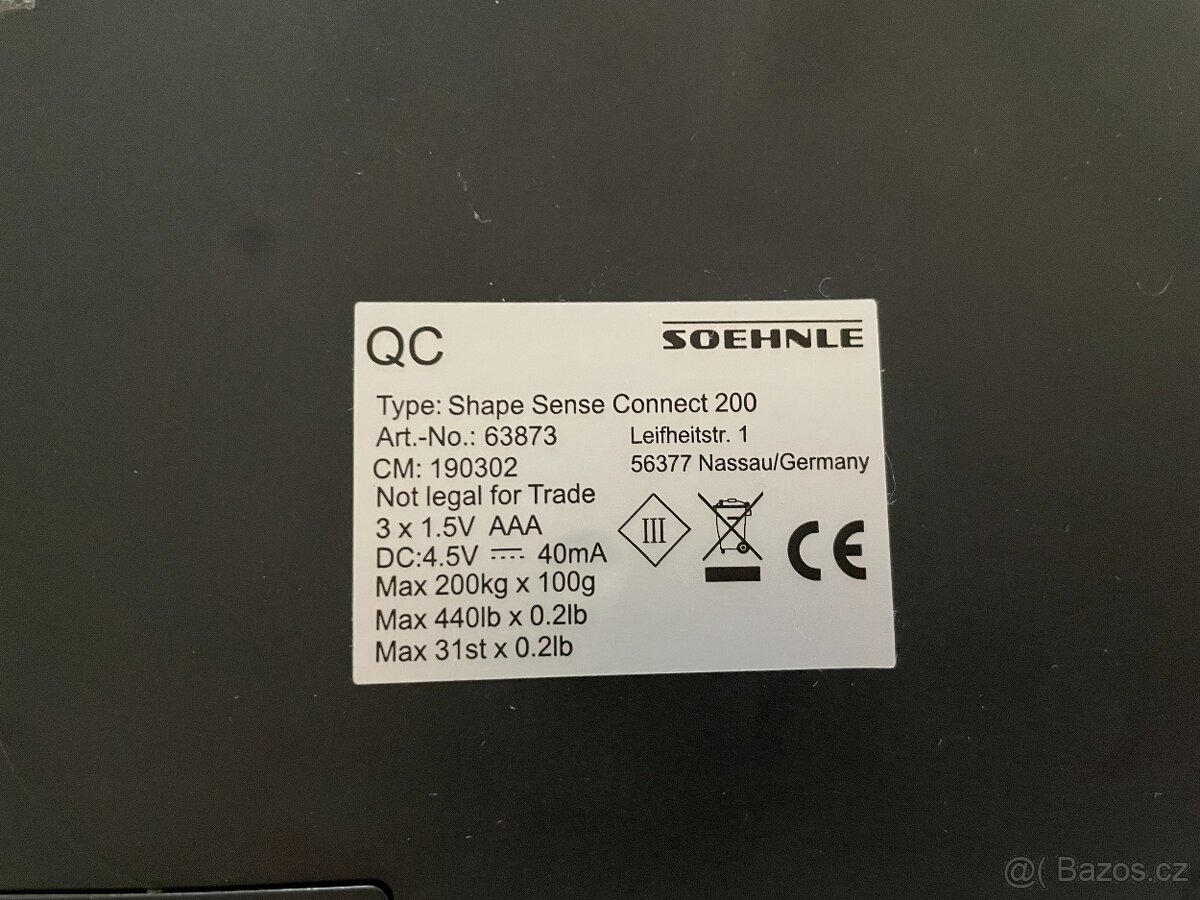 QC
SOEHNLE
Type: Shape Sense Connect 200
Art.-No.: 63873
Leifheitstr. 1
CM: 190302
56377 Nassau/Germany
Not legal for Trade
3 x 1.5V AAA
DC:4.5V ⎓ 40mA
Max 200kg x 100g
Max 440lb x 0.2lb
Max 31st x 0.2lb
III
CE
@( Bazos.cz